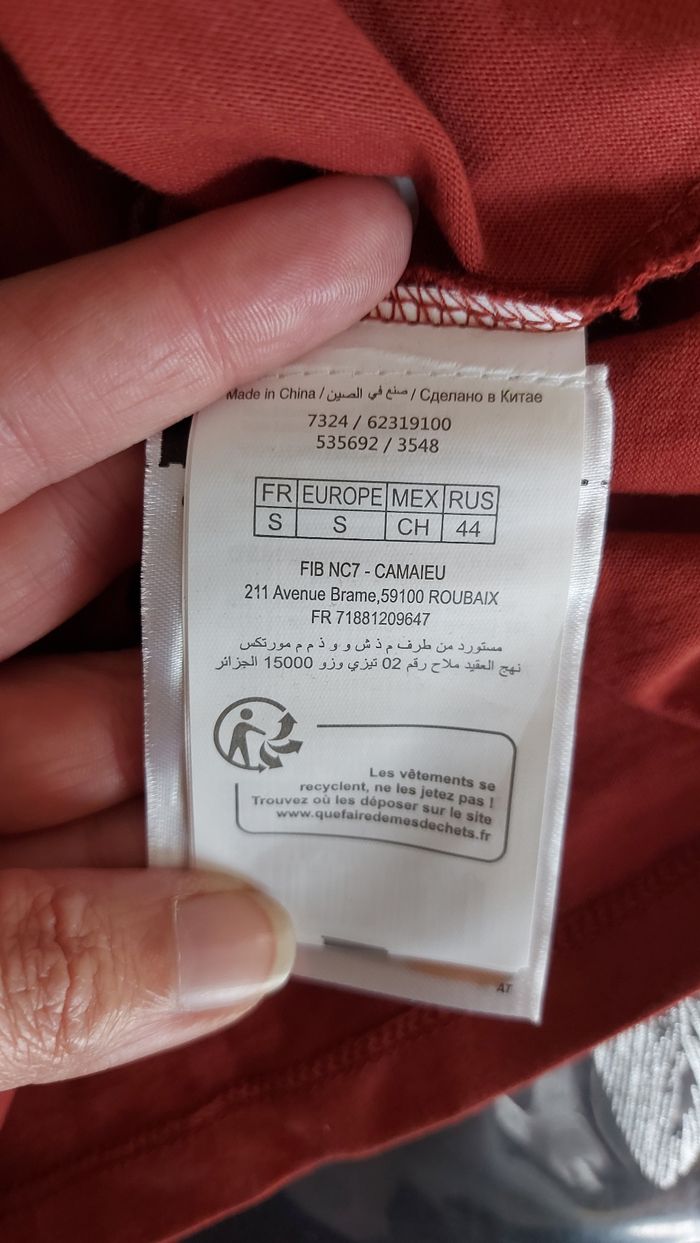 Made in China / صنع في الصين / Сделано в Китае
7324 / 62319100
535692 / 3548
FR EUROPE MEX RUS
S S CH 44
FIB NC7 - CAMAIEU
211 Avenue Brame,59100 ROUBAIX
FR 71881209647
مستورد من طرف م ذ ش و و ذ م م مورتكس
نهج العقيد ملاح رقم 02 تيزي وزو 15000 الجزائر
Les vêtements se
recyclent, ne les jetez pas !
Trouvez où les déposer sur le site
www.quefairedemesdechets.fr
AT